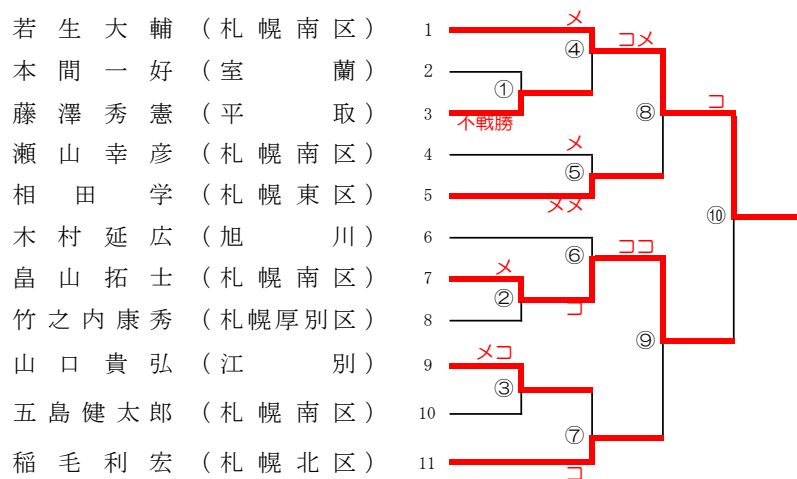 若生大輔 (札幌南区) 1
本間一好 (室蘭) 2
藤澤秀憲 (平取) 3
瀬山幸彦 (札幌南区) 4
相田学 (札幌東区) 5
木村延広 (旭川) 6
畠山拓士 (札幌南区) 7
竹之内康秀 (札幌厚別区) 8
山口貴弘 (江別) 9
五島健太郎 (札幌南区) 10
稲毛利宏 (札幌北区) 11
①
不戦勝
メ
②
コ
メコ
③
メ
④
コメ
メ
⑤
メメ
⑥
ココ
⑦
コ
⑧
コ
⑨
⑩